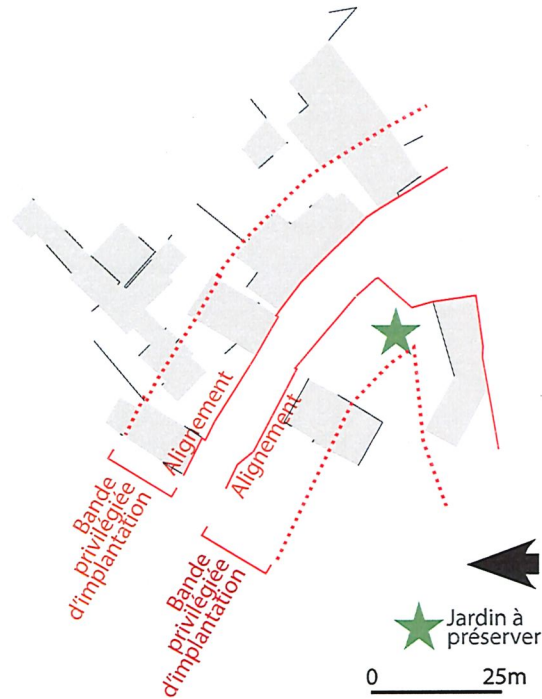 Alignement
Alignement
Bande
privilégiée
d'implantation
Bande
privilégiée
d'implantation
Jardin à
préserver
0 25m